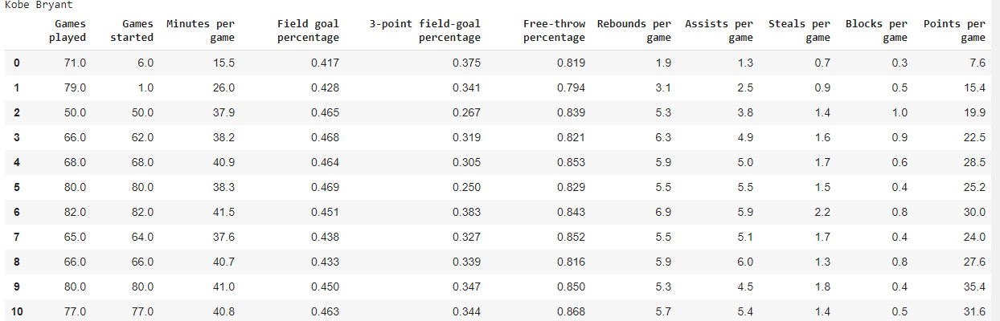 Kobe Bryant
Games Games Minutes per Field goal 3-point field-goal Free-throw Rebounds per Assists per Steals per Blocks per Points per
played started game percentage percentage percentage game game game game game
0 71.0 6.0 15.5 0.417 0.375 0.819 1.9 1.3 0.7 0.3 7.6
1 79.0 1.0 26.0 0.428 0.341 0.794 3.1 2.5 0.9 0.5 15.4
2 50.0 50.0 37.9 0.465 0.267 0.839 5.3 3.8 1.4 1.0 19.9
3 66.0 62.0 38.2 0.468 0.319 0.821 6.3 4.9 1.6 0.9 22.5
4 68.0 68.0 40.9 0.464 0.305 0.853 5.9 5.0 1.7 0.6 28.5
5 80.0 80.0 38.3 0.469 0.250 0.829 5.5 5.5 1.5 0.4 25.2
6 82.0 82.0 41.5 0.451 0.383 0.843 6.9 5.9 2.2 0.8 30.0
7 65.0 64.0 37.6 0.438 0.327 0.852 5.5 5.1 1.7 0.4 24.0
8 66.0 66.0 40.7 0.433 0.339 0.816 5.9 6.0 1.3 0.8 27.6
9 80.0 80.0 41.0 0.450 0.347 0.850 5.3 4.5 1.8 0.4 35.4
10 77.0 77.0 40.8 0.463 0.344 0.868 5.7 5.4 1.4 0.5 31.6